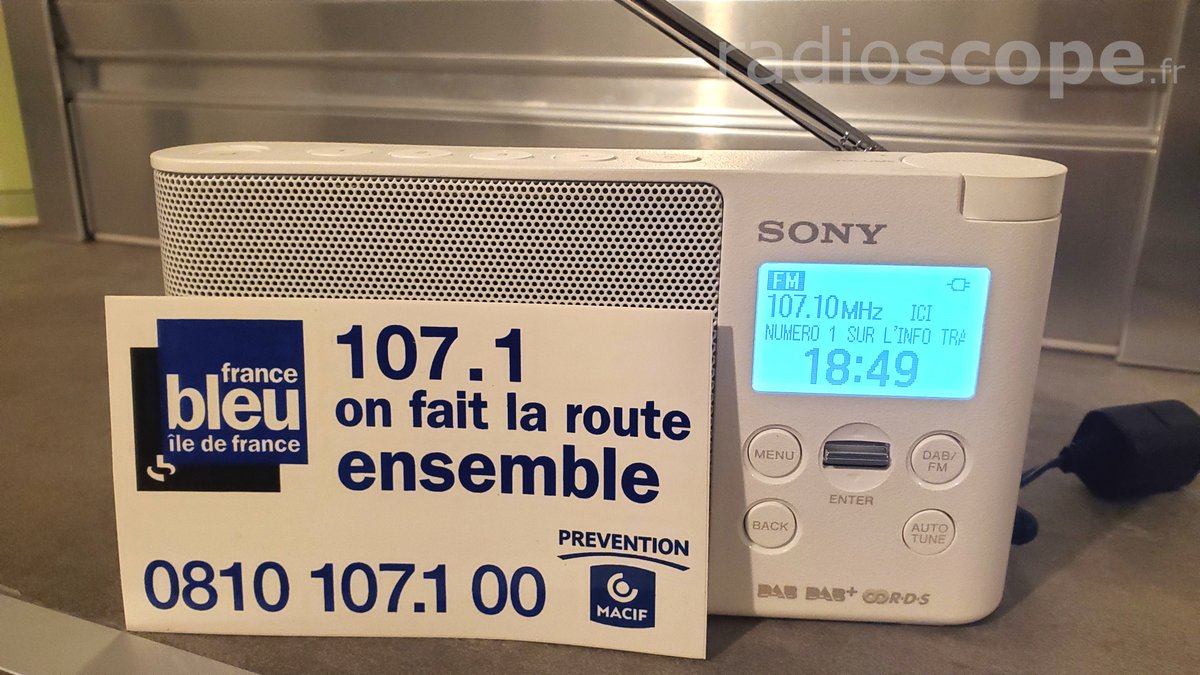 radioscope.fr
SONY
FM
107.10MHz ICI
NUMERO 1 SUR L'INFO TRA
18:49
MENU
DAB/
FM
ENTER
BACK
AUTO
TUNE
DAB DAB+ R·D·S
france
bleu
île de france
107.1
on fait la route
ensemble
PREVENTION
MACIF
0810 107.1 00